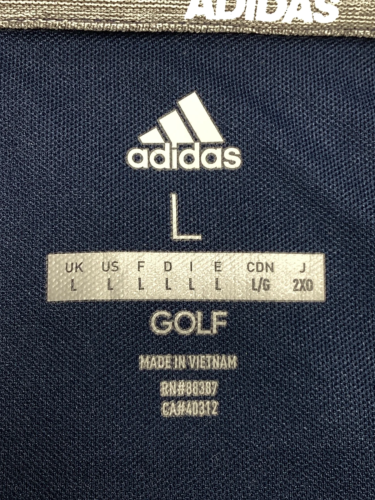 ADIDAS
adidas
L
UK US F D I E CDN J
L L L L L L L/G 2XO
GOLF
MADE IN VIETNAM
RN#88387
CA#40312